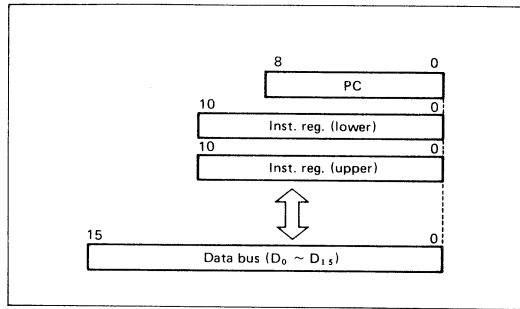 8 0
PC
10 0
Inst. reg. (lower)
10 0
Inst. reg. (upper)
15 0
Data bus (D₀ ~ D₁₅)